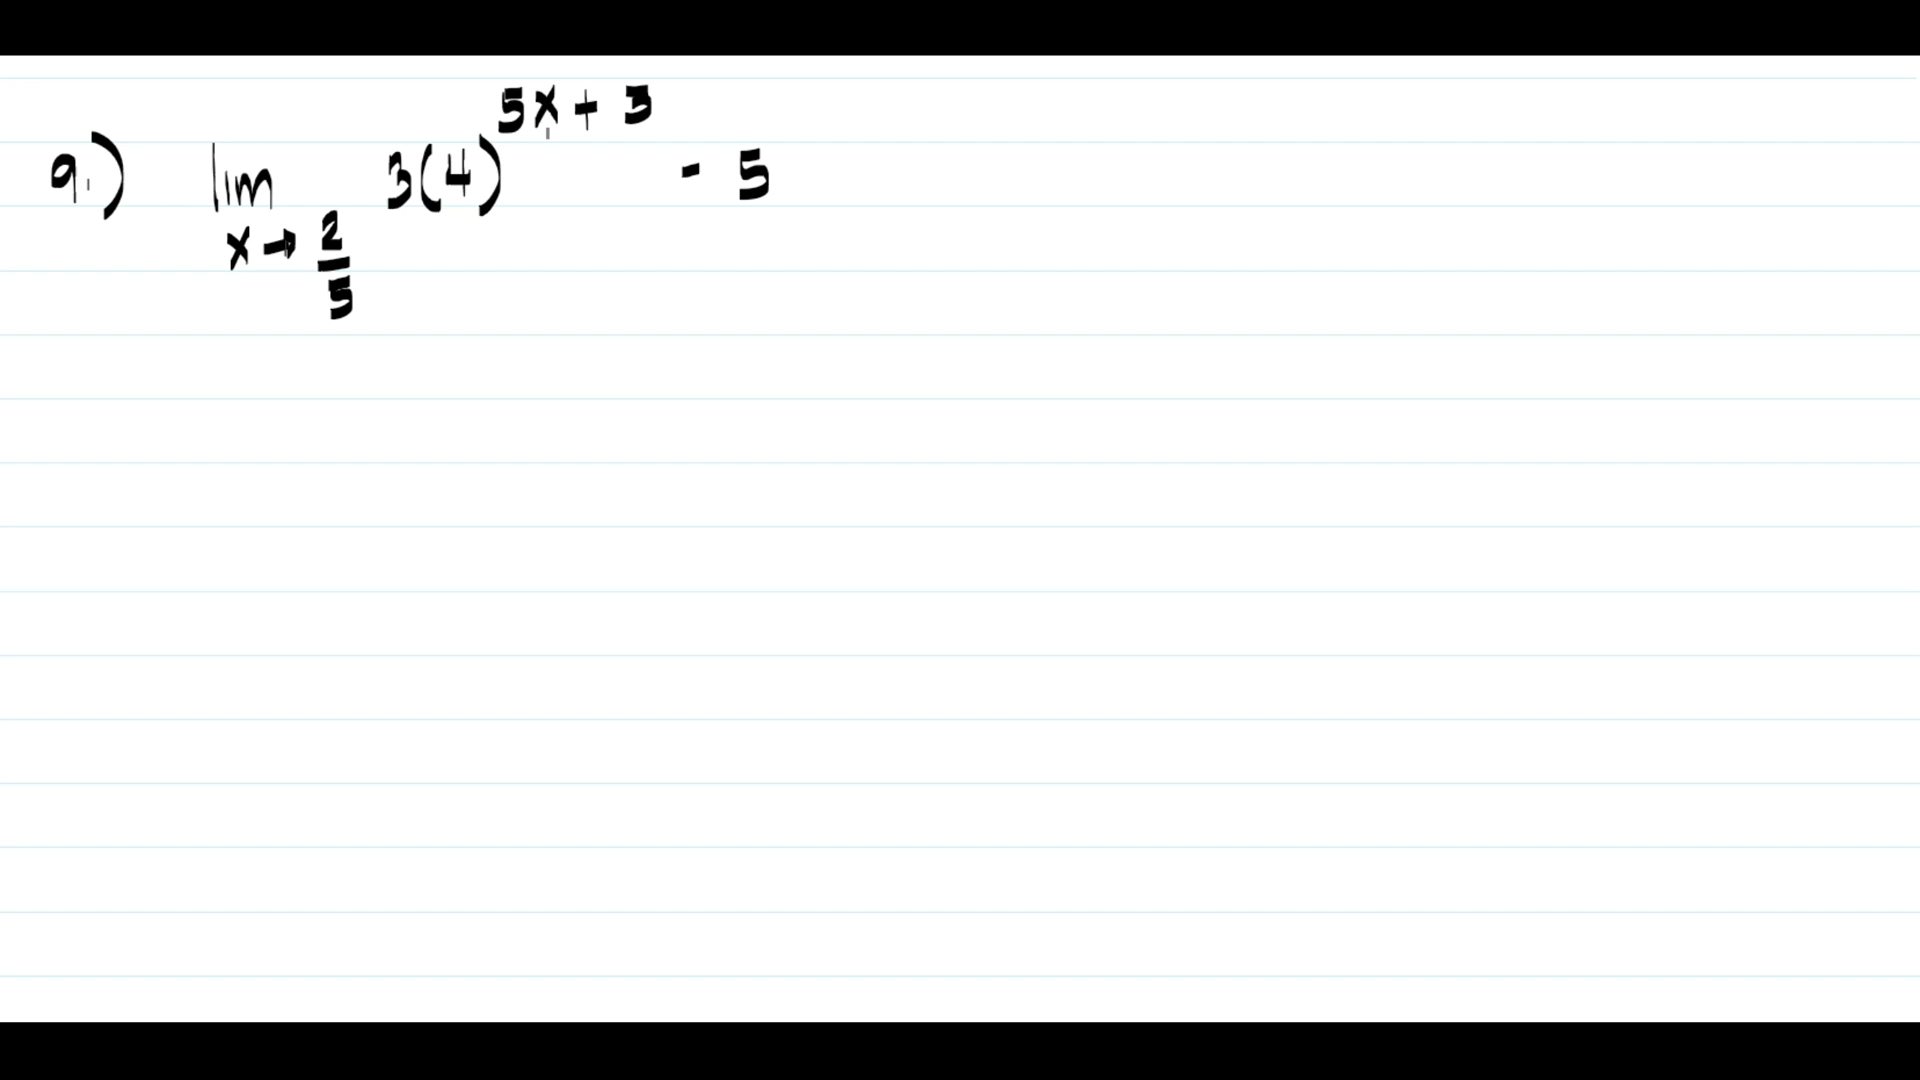 9.) lim 3(4)^{5x + 3} - 5
x → 2/5